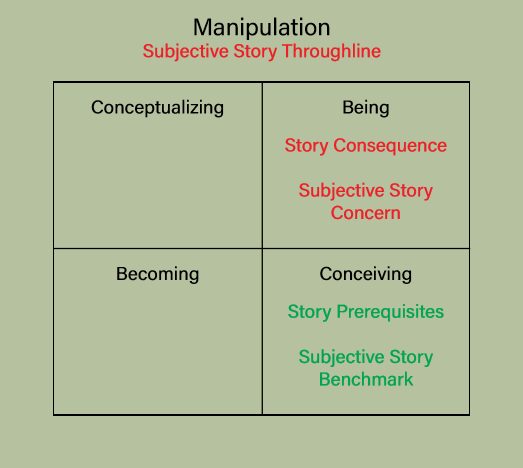 Manipulation
Subjective Story Throughline
Conceptualizing
Being
Story Consequence
Subjective Story
Concern
Becoming
Conceiving
Story Prerequisites
Subjective Story
Benchmark